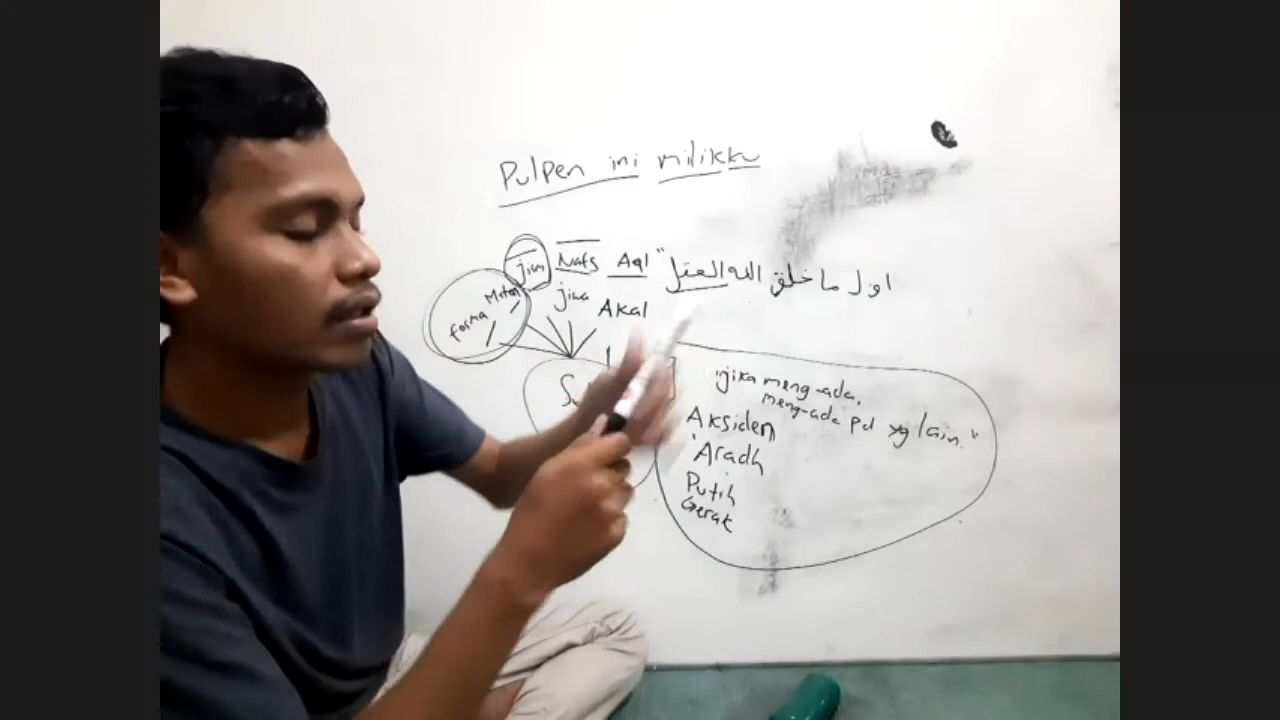 Pulpen ini milikku
jism Nafs Aql "اول ما خلق الله العقل
forma Materi jiwa Akal
"jika meng-ada,
meng-ada pd yg lain."
Aksiden
'Aradh
Putih
Gerak